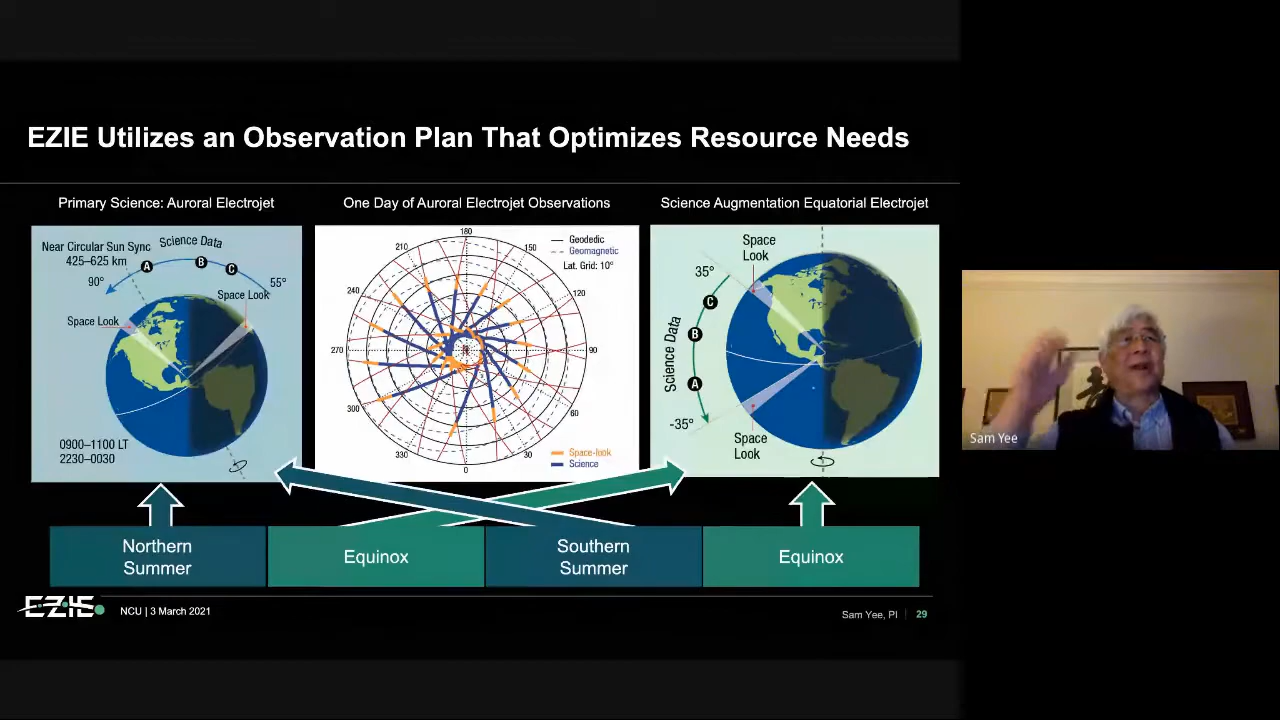 EZIE Utilizes an Observation Plan That Optimizes Resource Needs
Primary Science: Auroral Electrojet
One Day of Auroral Electrojet Observations
Science Augmentation Equatorial Electrojet
Near Circular Sun Sync
425–625 km
Science Data
A
B
C
90°
55°
Space Look
Space Look
0900–1100 LT
2230–0030
180
210
150
240
120
270
90
300
60
330
30
0
Geodedic
Geomagnetic
Lat. Grid: 10°
Space-look
Science
Space
Look
35°
C
B
A
Science Data
-35°
Space
Look
Northern
Summer
Equinox
Southern
Summer
Equinox
EZIE
NCU | 3 March 2021
Sam Yee, PI | 29
Sam Yee